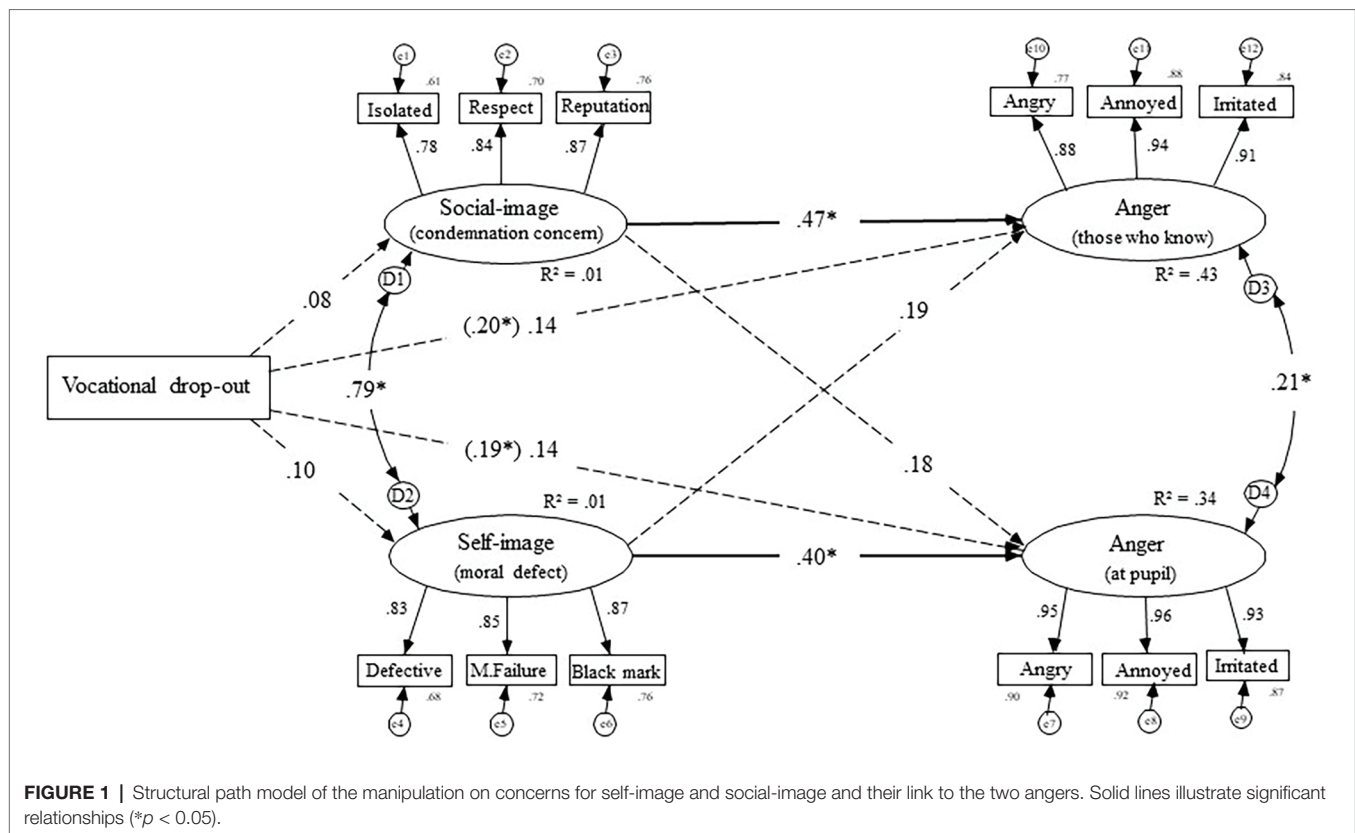 e1 e2 e3 e10 e11 e12
.61 .70 .76 .77 .88 .84
Isolated Respect Reputation Angry Annoyed Irritated
.78 .84 .87 .88 .94 .91
Social-image
(condemnation concern)
Anger
(those who know)
.47*
D1 R² = .01 R² = .43 D3
.08
.19
(.20*) .14
Vocational drop-out
.79*
.21*
(.19*) .14
.10
.18
D2 R² = .01 R² = .34 D4
Self-image
(moral defect)
Anger
(at pupil)
.40*
.83 .85 .87 .95 .96 .93
Defective M.Failure Black mark Angry Annoyed Irritated
.68 .72 .76 .90 .92 .87
e4 e5 e6 e7 e8 e9
FIGURE 1 | Structural path model of the manipulation on concerns for self-image and social-image and their link to the two angers. Solid lines illustrate significant
relationships (*p < 0.05).